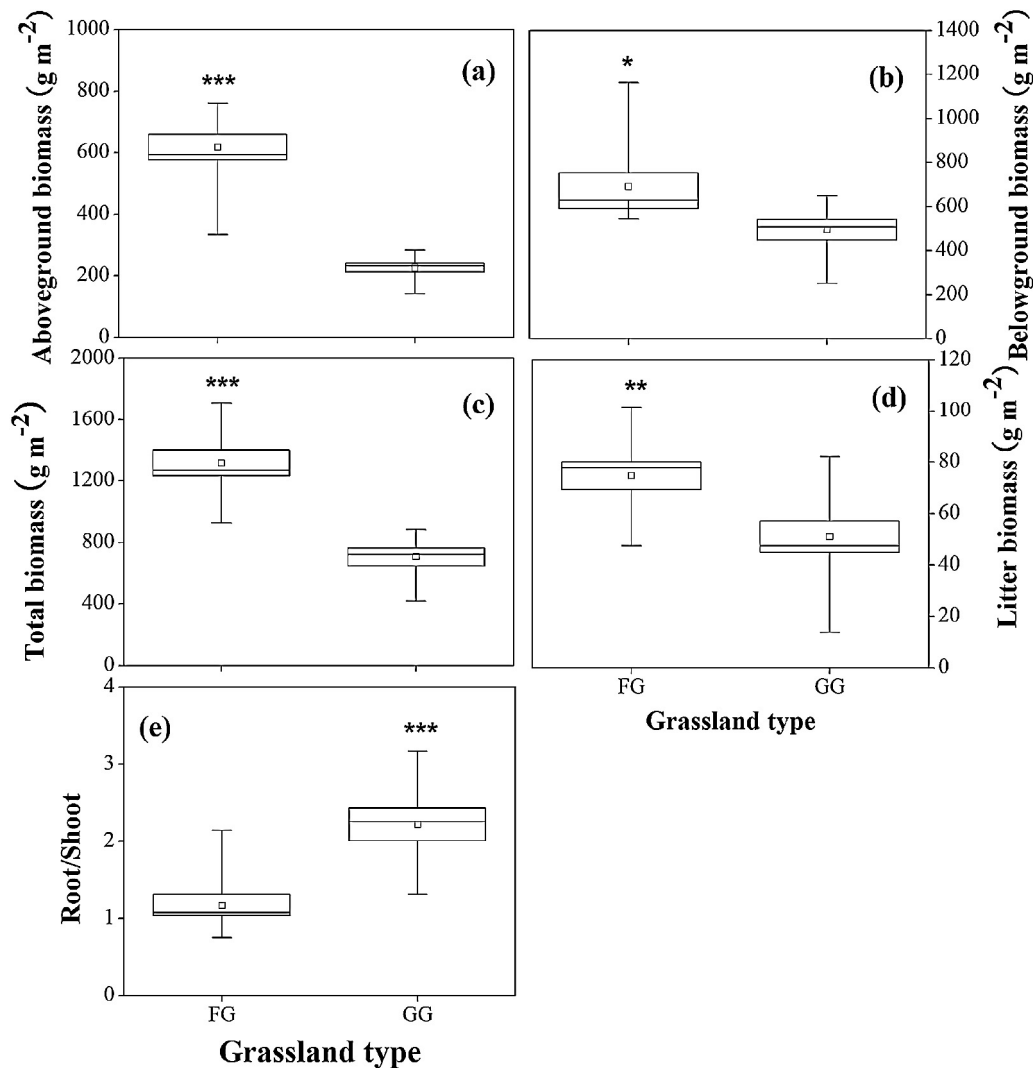 1000
800
600
400
200
0
Aboveground biomass (g m⁻²)
***
(a)
1400
1200
1000
800
600
400
200
0
Belowground biomass (g m⁻²)
*
(b)
2000
1600
1200
800
400
0
Total biomass (g m⁻²)
***
(c)
120
100
80
60
40
20
0
Litter biomass (g m⁻²)
**
(d)
FG GG
Grassland type
4
3
2
1
0
Root/Shoot
(e)
***
FG GG
Grassland type